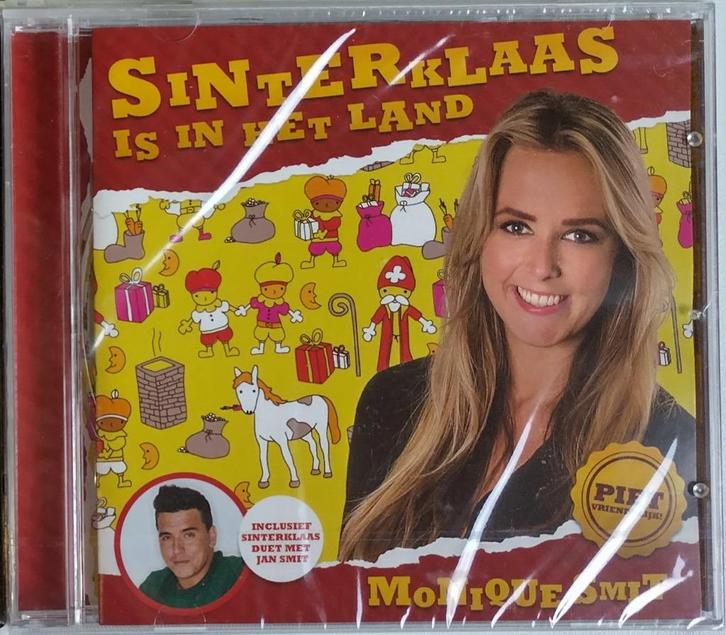 SINTERKLAAS
IS IN HET LAND
INCLUSIEF
SINTERKLAAS
DUET MET
JAN SMIT
PIET
VRIENDELIJK!
MONIQUE SMIT